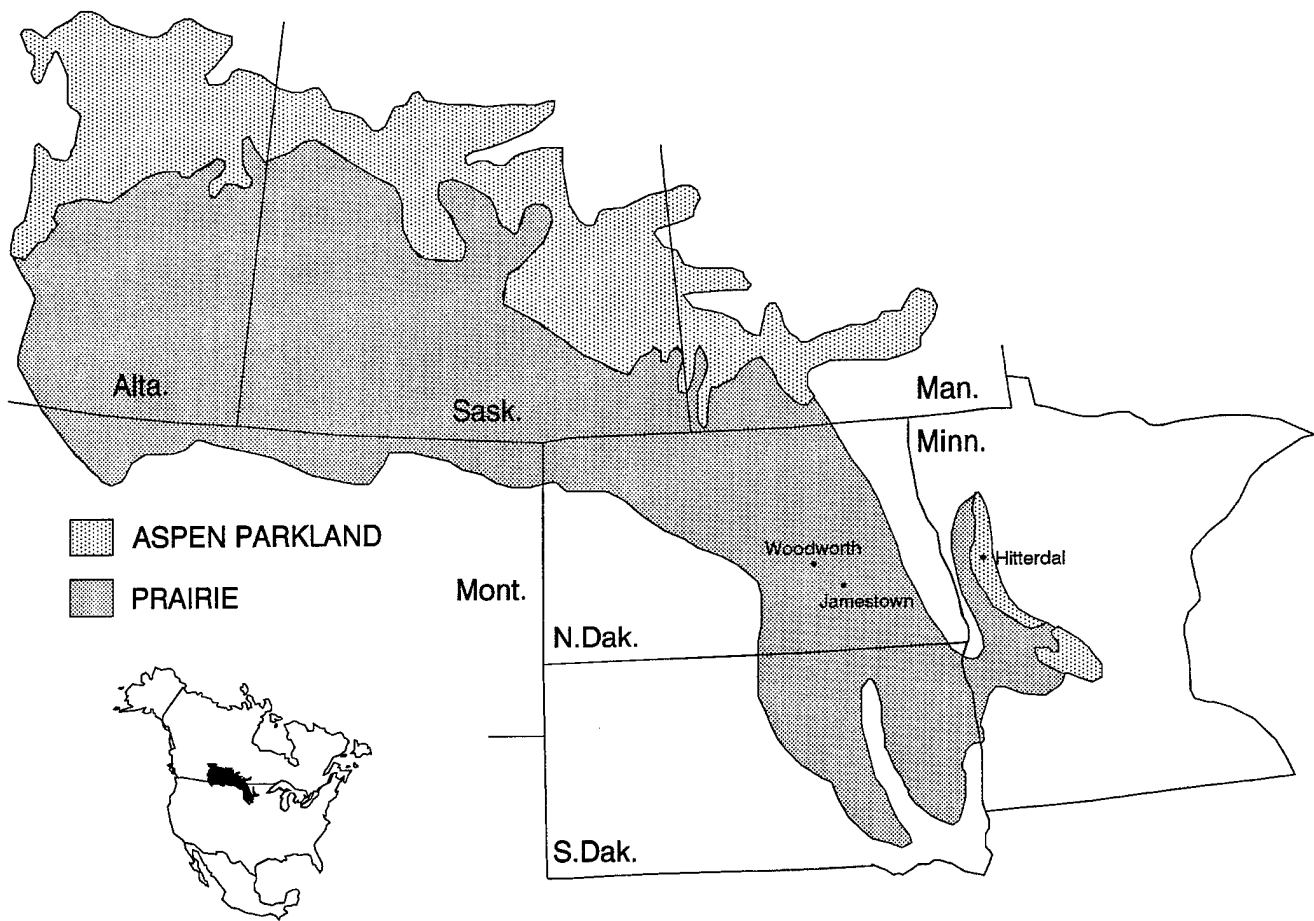 Alta.
Sask.
Man.
Minn.
ASPEN PARKLAND
PRAIRIE
Mont.
Woodworth
Jamestown
Hitterdal
N.Dak.
S.Dak.